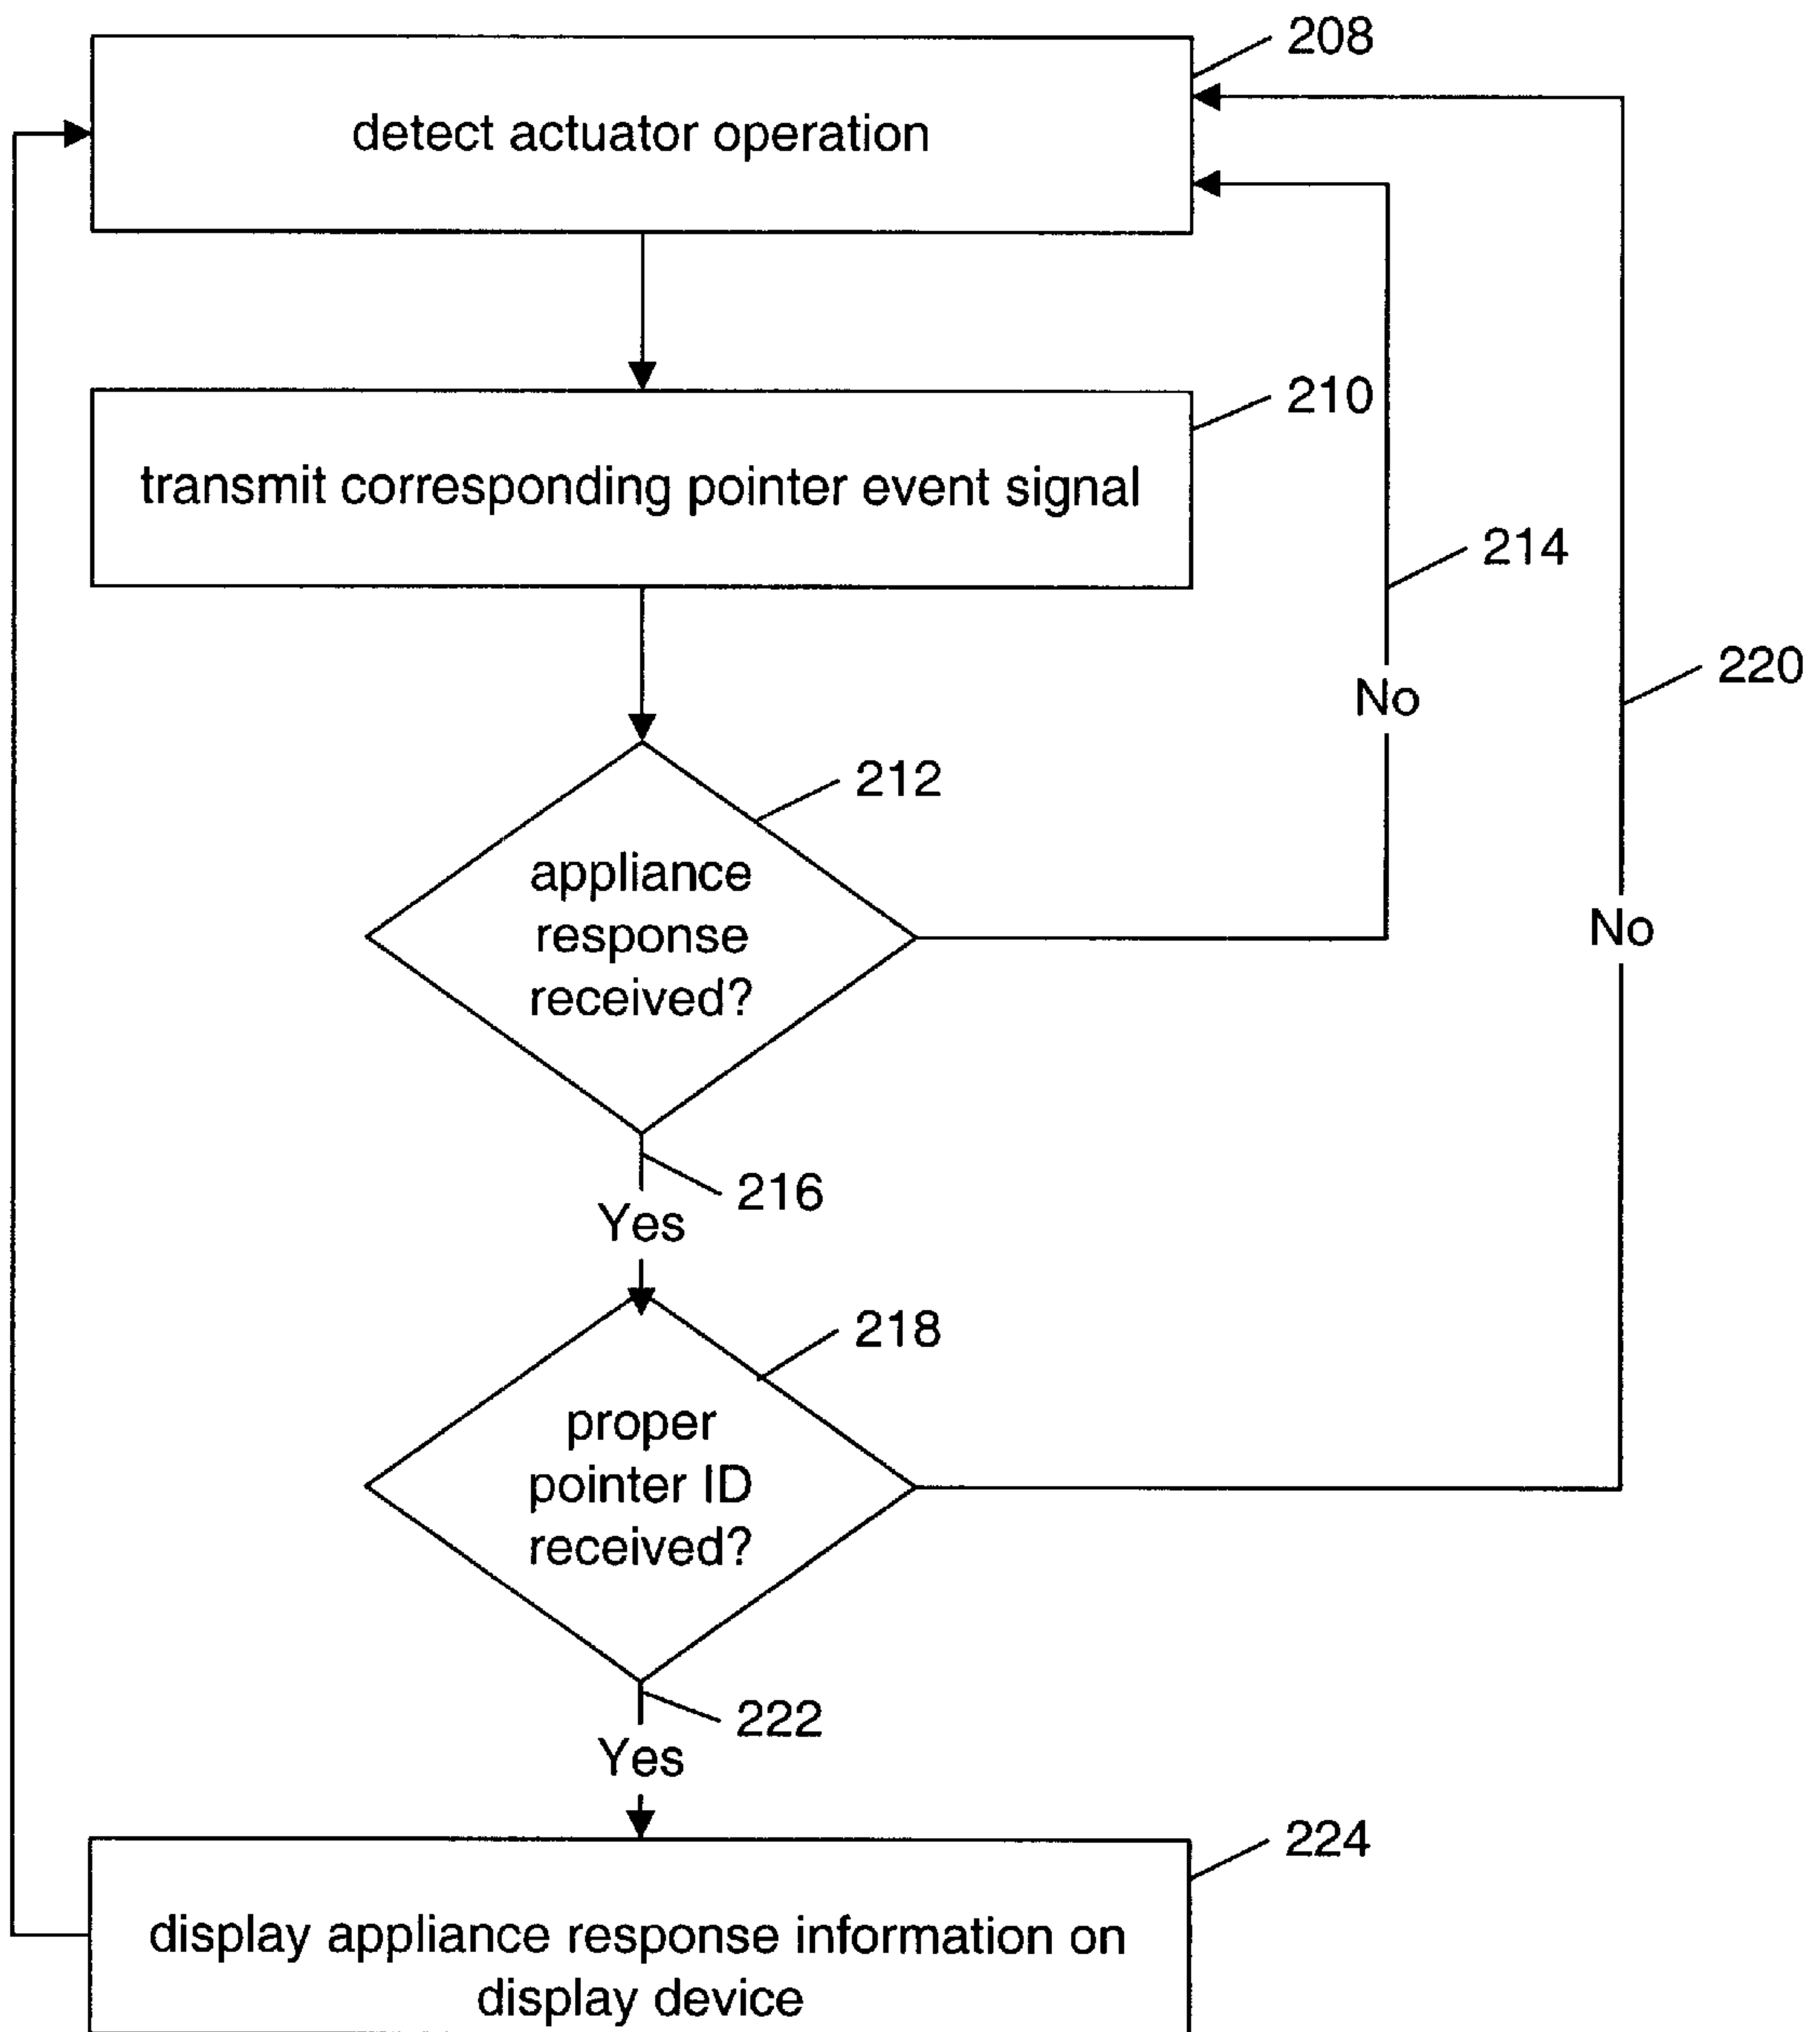 208
detect actuator operation
210
transmit corresponding pointer event signal
214
220
No
212
appliance
response
received?
No
216
Yes
218
proper
pointer ID
received?
222
Yes
224
display appliance response information on
display device